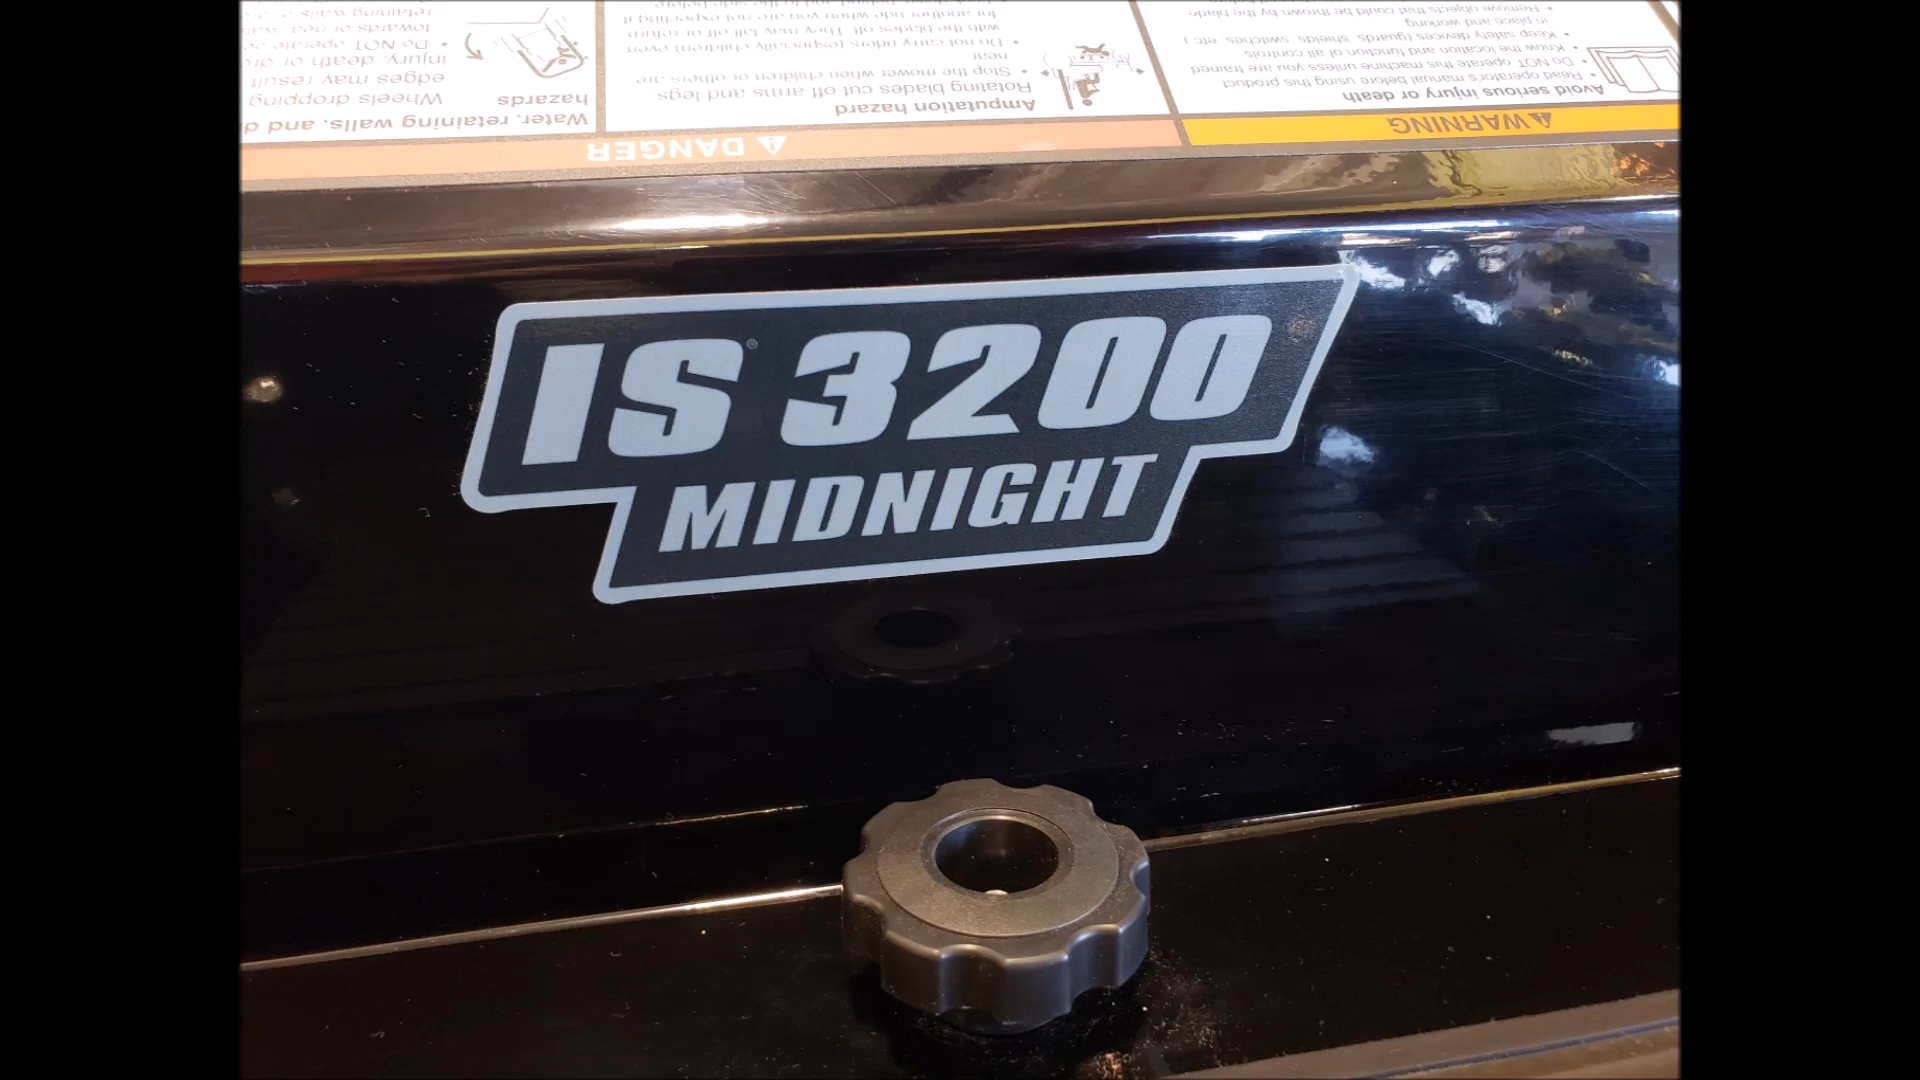 IS® 3200
MIDNIGHT
⚠ WARNING
Avoid serious injury or death
• Read operator's manual before using this product
• Do NOT operate this machine unless you are trained
• Know the location and function of all controls
• Keep safety devices (guards, shields, switches, etc.)
in place and working
• Remove objects that could be thrown by the blade
⚠ DANGER
Amputation hazard
Rotating blades cut off arms and legs
• Stop the mower when children or others are
near
• Do not carry riders (especially children) even
with the blades off. They may fall off or return
for another ride when you are not expecting it
Water, retaining walls, and
hazards
Wheels dropping
edges may result
injury, death or
• Do NOT operate
towards
retaining walls